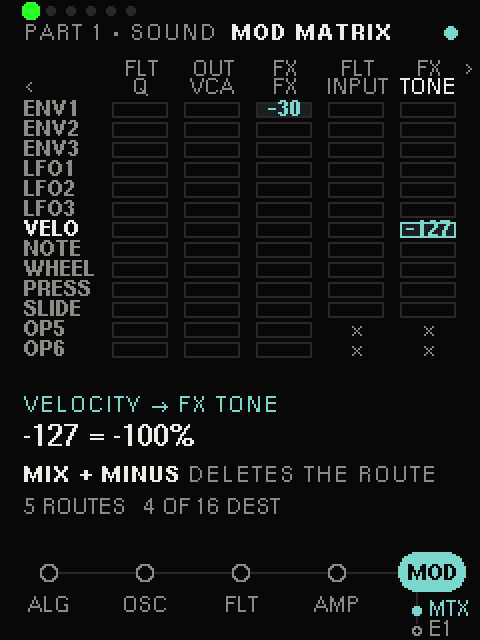 PART 1 · SOUND MOD MATRIX
FLT OUT FX FLT FX >
< Q VCA FX INPUT TONE
ENV1 -30
ENV2
ENV3
LFO1
LFO2
LFO3
VELO -127
NOTE
WHEEL
PRESS
SLIDE
OP5 x x
OP6 x x
VELOCITY → FX TONE
-127 = -100%
MIX + MINUS DELETES THE ROUTE
5 ROUTES 4 OF 16 DEST
MOD
ALG OSC FLT AMP MTX
E1